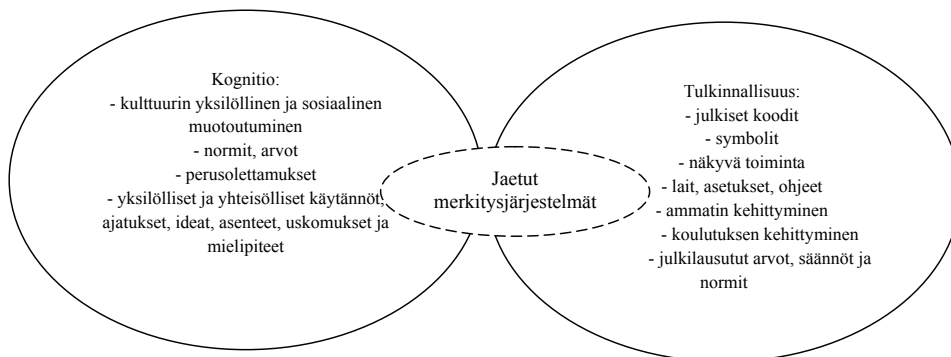 Kognitio:
- kulttuurin yksilöllinen ja sosiaalinen
muotoutuminen
- normit, arvot
- perusolettamukset
- yksilölliset ja yhteisölliset käytännöt,
ajatukset, ideat, asenteet, uskomukset ja
mielipiteet
Jaetut
merkitysjärjestelmät
Tulkinnallisuus:
- julkiset koodit
- symbolit
- näkyvä toiminta
- lait, asetukset, ohjeet
- ammatin kehittyminen
- koulutuksen kehittyminen
- julkilausutut arvot, säännöt ja
normit